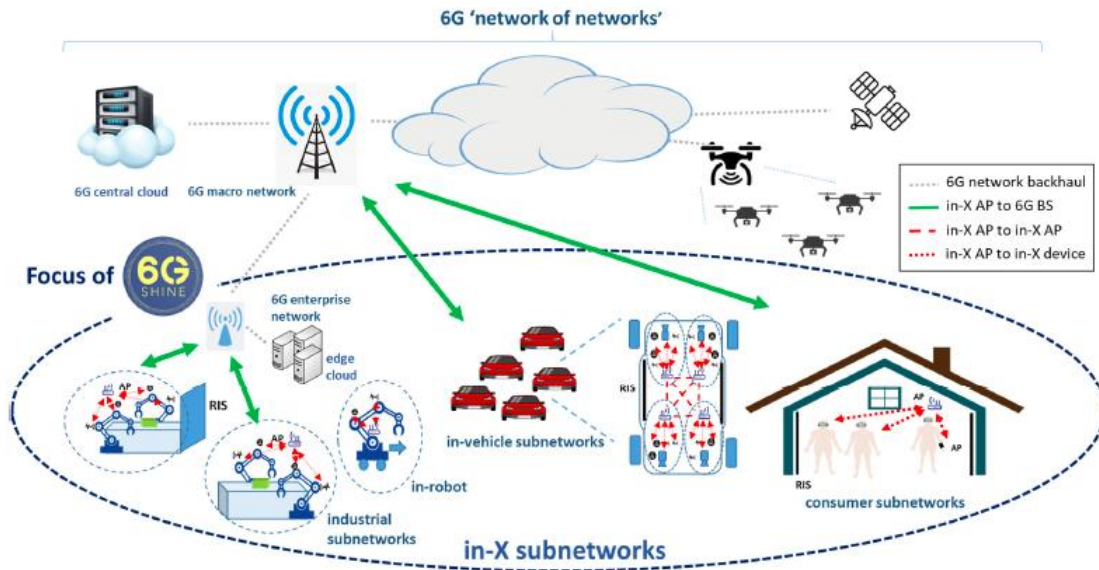 6G 'network of networks'
6G central cloud
6G macro network
6G network backhaul
in-X AP to 6G BS
in-X AP to in-X AP
in-X AP to in-X device
Focus of
6G
SHINE
6G enterprise
network
edge
cloud
AP
RIS
AP
in-robot
industrial
subnetworks
in-vehicle subnetworks
RIS
AP
AP
RIS
consumer subnetworks
in-X subnetworks